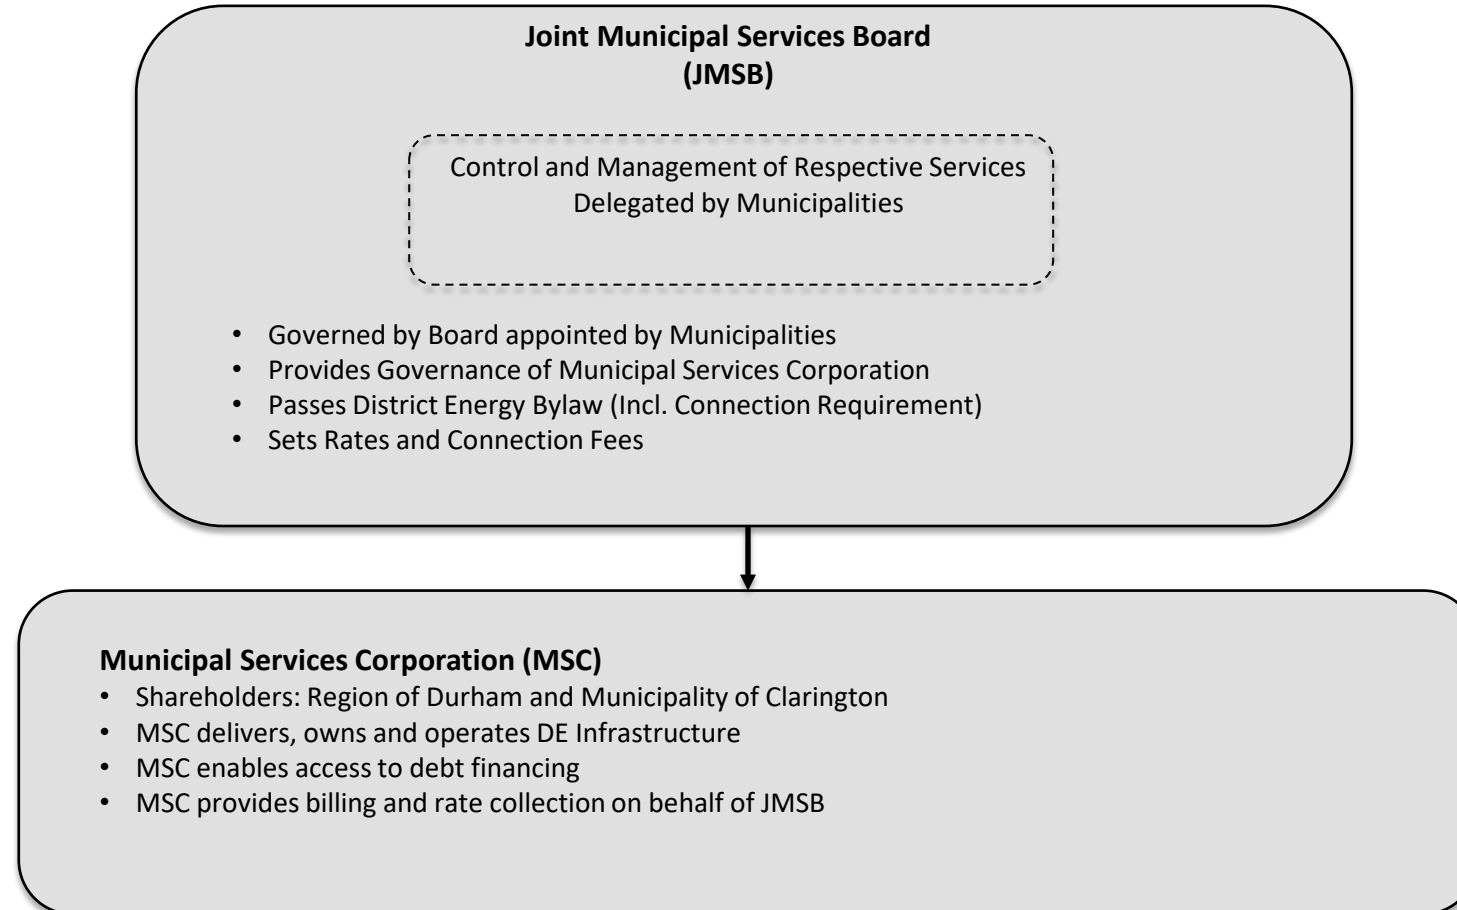 Joint Municipal Services Board
(JMSB)
Control and Management of Respective Services
Delegated by Municipalities
• Governed by Board appointed by Municipalities
• Provides Governance of Municipal Services Corporation
• Passes District Energy Bylaw (Incl. Connection Requirement)
• Sets Rates and Connection Fees
Municipal Services Corporation (MSC)
• Shareholders: Region of Durham and Municipality of Clarington
• MSC delivers, owns and operates DE Infrastructure
• MSC enables access to debt financing
• MSC provides billing and rate collection on behalf of JMSB